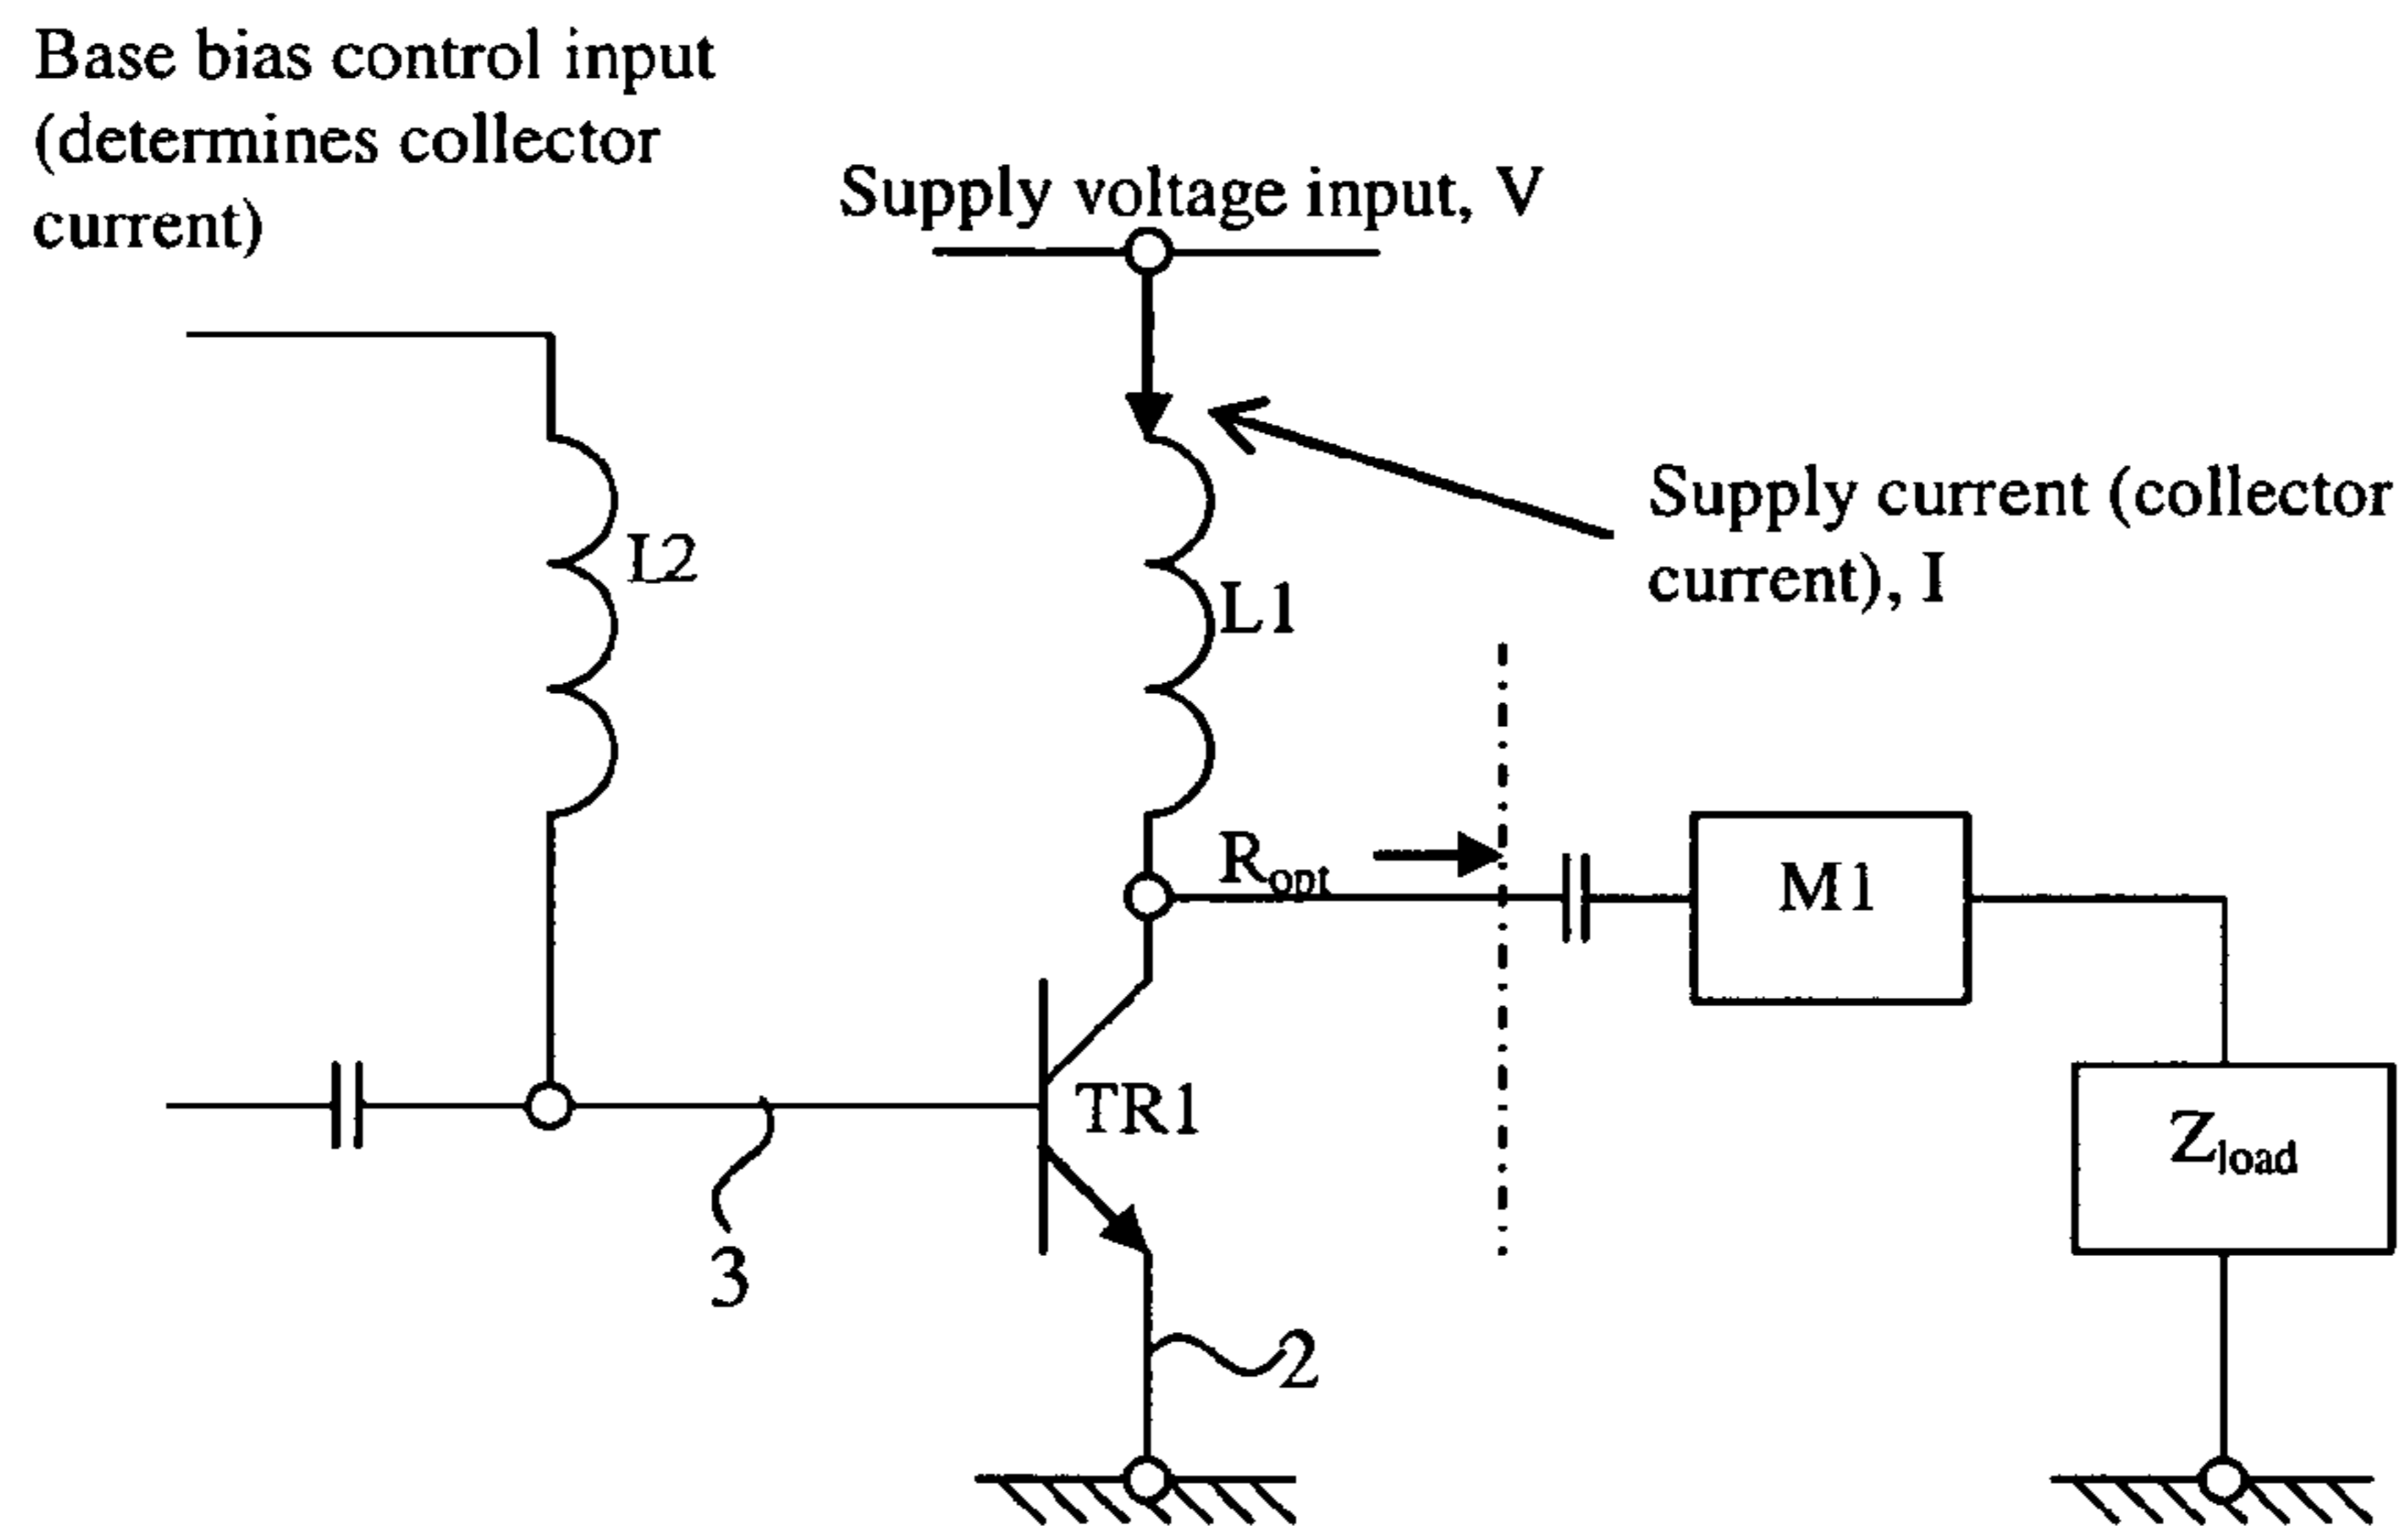 Base bias control input
(determines collector
current)
Supply voltage input, V
Supply current (collector
current), I
L2
L1
Ropt
M1
TR1
Zload
3
2